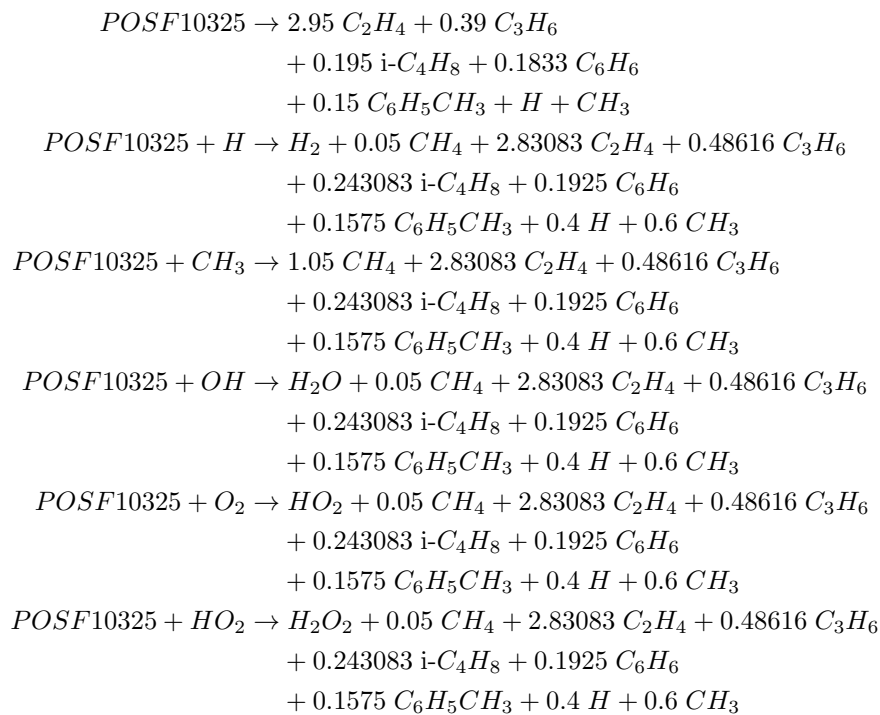 POSF10325 → 2.95 C₂H₄ + 0.39 C₃H₆
+ 0.195 i-C₄H₈ + 0.1833 C₆H₆
+ 0.15 C₆H₅CH₃ + H + CH₃
POSF10325 + H → H₂ + 0.05 CH₄ + 2.83083 C₂H₄ + 0.48616 C₃H₆
+ 0.243083 i-C₄H₈ + 0.1925 C₆H₆
+ 0.1575 C₆H₅CH₃ + 0.4 H + 0.6 CH₃
POSF10325 + CH₃ → 1.05 CH₄ + 2.83083 C₂H₄ + 0.48616 C₃H₆
+ 0.243083 i-C₄H₈ + 0.1925 C₆H₆
+ 0.1575 C₆H₅CH₃ + 0.4 H + 0.6 CH₃
POSF10325 + OH → H₂O + 0.05 CH₄ + 2.83083 C₂H₄ + 0.48616 C₃H₆
+ 0.243083 i-C₄H₈ + 0.1925 C₆H₆
+ 0.1575 C₆H₅CH₃ + 0.4 H + 0.6 CH₃
POSF10325 + O₂ → HO₂ + 0.05 CH₄ + 2.83083 C₂H₄ + 0.48616 C₃H₆
+ 0.243083 i-C₄H₈ + 0.1925 C₆H₆
+ 0.1575 C₆H₅CH₃ + 0.4 H + 0.6 CH₃
POSF10325 + HO₂ → H₂O₂ + 0.05 CH₄ + 2.83083 C₂H₄ + 0.48616 C₃H₆
+ 0.243083 i-C₄H₈ + 0.1925 C₆H₆
+ 0.1575 C₆H₅CH₃ + 0.4 H + 0.6 CH₃